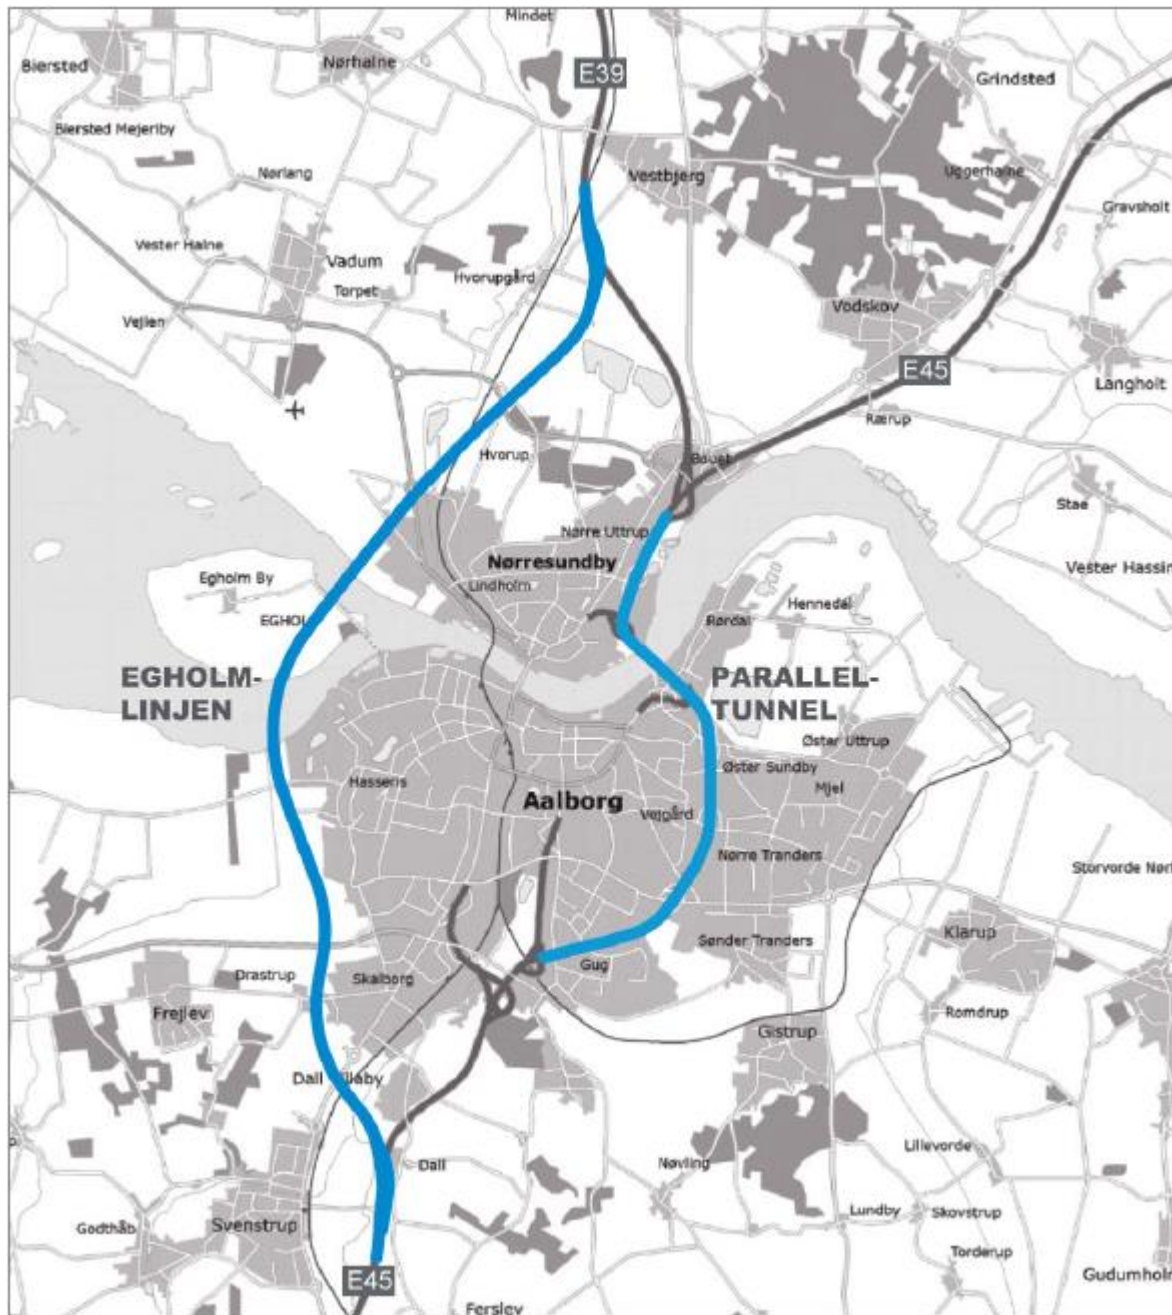 Mindet
Biersted
Nørhalne
E39
Grindsted
Biersted Mejeriby
Nørlang
Vestbjerg
Uggerhalne
Gravsholt
Vester Halne
Vadum
Torpet
Hvorupgård
Vodskov
Vejlen
E45
Langholt
Rærup
Hvorup
Bouet
Stae
Nørre Uttrup
Nørresundby
Vester Hassin
Egholm By
Lindholm
Hennedal
Rørdal
EGHOL
EGHOLM-
LINJEN
PARALLEL-
TUNNEL
Øster Uttrup
Øster Sundby
Hasseris
Mjel
Aalborg
Vejgård
Nørre Tranders
Storvorde Nør
Sønder Tranders
Klarup
Gug
Drastrup
Skalborg
Frejlev
Romdrup
Gistrup
Dall
Lillevorde
Dall
Nøvling
Lundby
Skovstrup
Godthåb
Svenstrup
Torderup
E45
Gudumholm
Ferslev